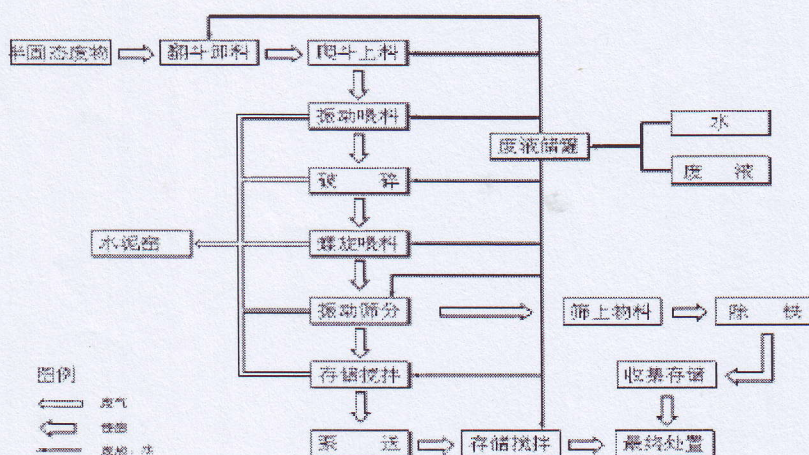 半固态废物
翻斗卸料
爬斗上料
振动喂料
水
废液储罐
废 液
破 碎
水泥窑
螺旋喂料
振动筛分
筛上物料
除 铁
图例
存储搅拌
收集存储
废气
泵 送
存储搅拌
最终处置